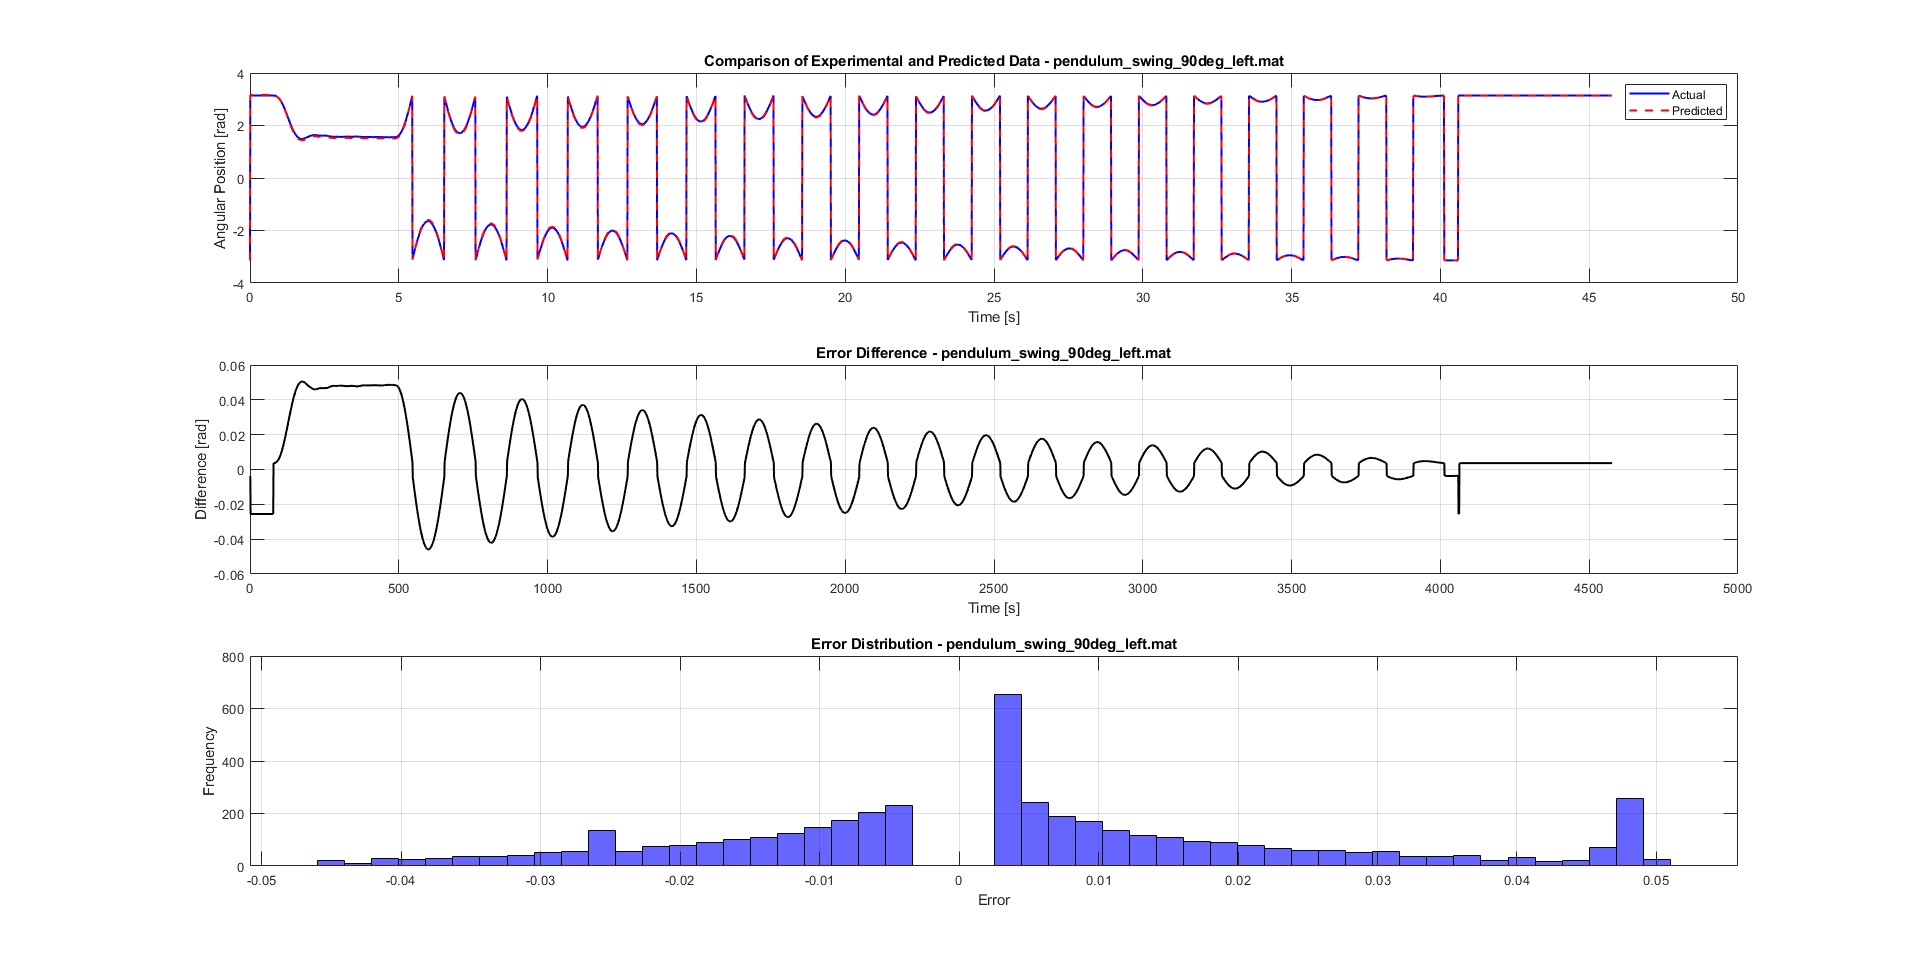 Comparison of Experimental and Predicted Data - pendulum_swing_90deg_left.mat
4
2
0
-2
-4
Angular Position [rad]
Actual
Predicted
0 5 10 15 20 25 30 35 40 45 50
Time [s]
Error Difference - pendulum_swing_90deg_left.mat
0.06
0.04
0.02
0
-0.02
-0.04
-0.06
Difference [rad]
0 500 1000 1500 2000 2500 3000 3500 4000 4500 5000
Time [s]
Error Distribution - pendulum_swing_90deg_left.mat
800
600
400
200
0
Frequency
-0.05 -0.04 -0.03 -0.02 -0.01 0 0.01 0.02 0.03 0.04 0.05
Error